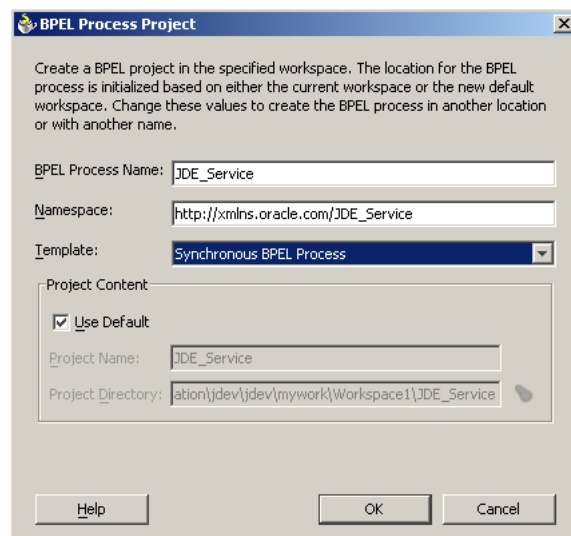 BPEL Process Project
Create a BPEL project in the specified workspace. The location for the BPEL
process is initialized based on either the current workspace or the new default
workspace. Change these values to create the BPEL process in another location
or with another name.
BPEL Process Name: JDE_Service
Namespace: http://xmlns.oracle.com/JDE_Service
Template: Synchronous BPEL Process
Project Content
Use Default
Project Name: JDE_Service
Project Directory: ation\jdev\jdev\mywork\Workspace1\JDE_Service
Help OK Cancel